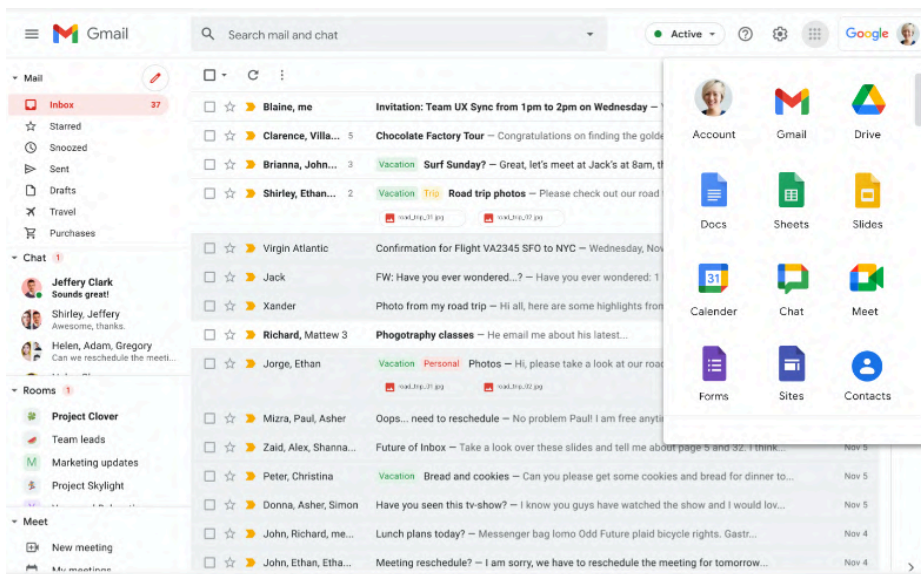 Gmail
Search mail and chat
Active
Google
Mail
Inbox 37
Starred
Snoozed
Sent
Drafts
Travel
Purchases
Chat 1
Jeffery Clark
Sounds great!
Shirley, Jeffery
Awesome, thanks.
Helen, Adam, Gregory
Can we reschedule the meeti...
Rooms 1
Project Clover
Team leads
M Marketing updates
Project Skylight
Meet
New meeting
My meetings
Blaine, me Invitation: Team UX Sync from 1pm to 2pm on Wednesday –
Clarence, Villa... 5 Chocolate Factory Tour – Congratulations on finding the golde
Brianna, John... 3 Vacation Surf Sunday? – Great, let's meet at Jack's at 8am, t
Shirley, Ethan... 2 Vacation Trip Road trip photos – Please check out our road
road_trip_01.jpg road_trip_02.jpg
Virgin Atlantic Confirmation for Flight VA2345 SFO to NYC – Wednesday, Nov
Jack FW: Have you ever wondered...? – Have you ever wondered: 1
Xander Photo from my road trip – Hi all, here are some highlights from
Richard, Mattew 3 Phogotraphy classes – He email me about his latest...
Jorge, Ethan Vacation Personal Photos – Hi, please take a look at our road
road_trip_01.jpg road_trip_02.jpg
Mizra, Paul, Asher Oops... need to reschedule – No problem Paul! I am free anyti
Zaid, Alex, Shanna... Future of Inbox – Take a look over these slides and tell me about page 5 and 32. I think... Nov 5
Peter, Christina Vacation Bread and cookies – Can you please get some cookies and bread for dinner to... Nov 5
Donna, Asher, Simon Have you seen this tv-show? – I know you guys have watched the show and I would lov... Nov 5
John, Richard, me... Lunch plans today? – Messenger bag lomo Odd Future plaid bicycle rights. Gastr... Nov 4
John, Ethan, Etha... Meeting reschedule? – I am sorry, we have to reschedule the meeting for tomorrow... Nov 4
Account Gmail Drive
Docs Sheets Slides
31
Calender Chat Meet
Forms Sites Contacts